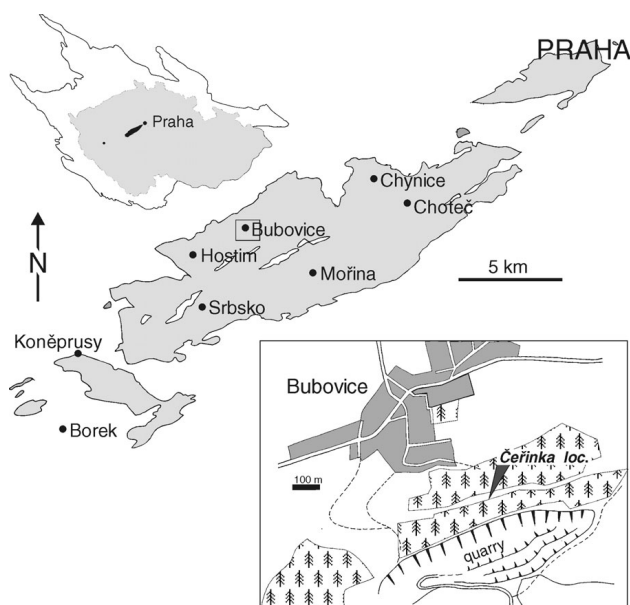 PRAHA
Praha
Chýnice
Choteč
Bubovice
Hostim
Mořina
N
5 km
Srbsko
Koněprusy
Borek
Bubovice
Čeřinka loc.
100 m
quarry